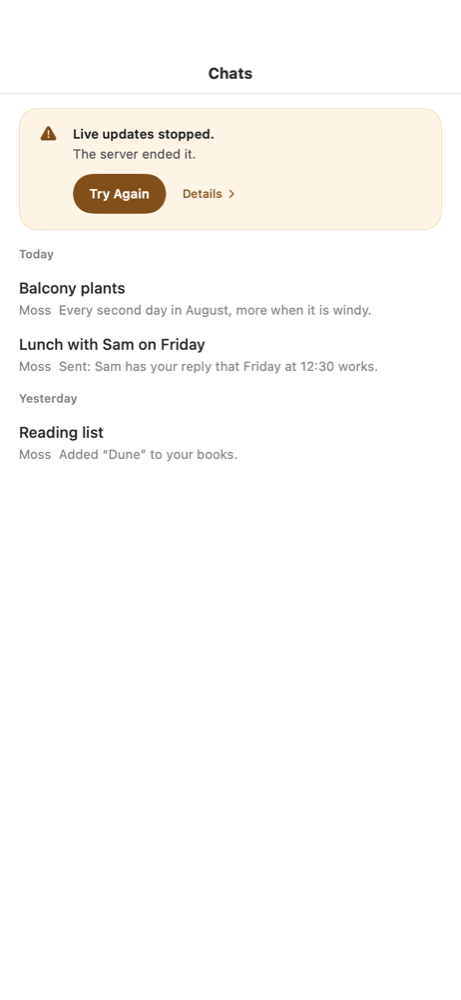 Chats
Live updates stopped.
The server ended it.
Try Again
Details
Today
Balcony plants
Moss Every second day in August, more when it is windy.
Lunch with Sam on Friday
Moss Sent: Sam has your reply that Friday at 12:30 works.
Yesterday
Reading list
Moss Added “Dune” to your books.